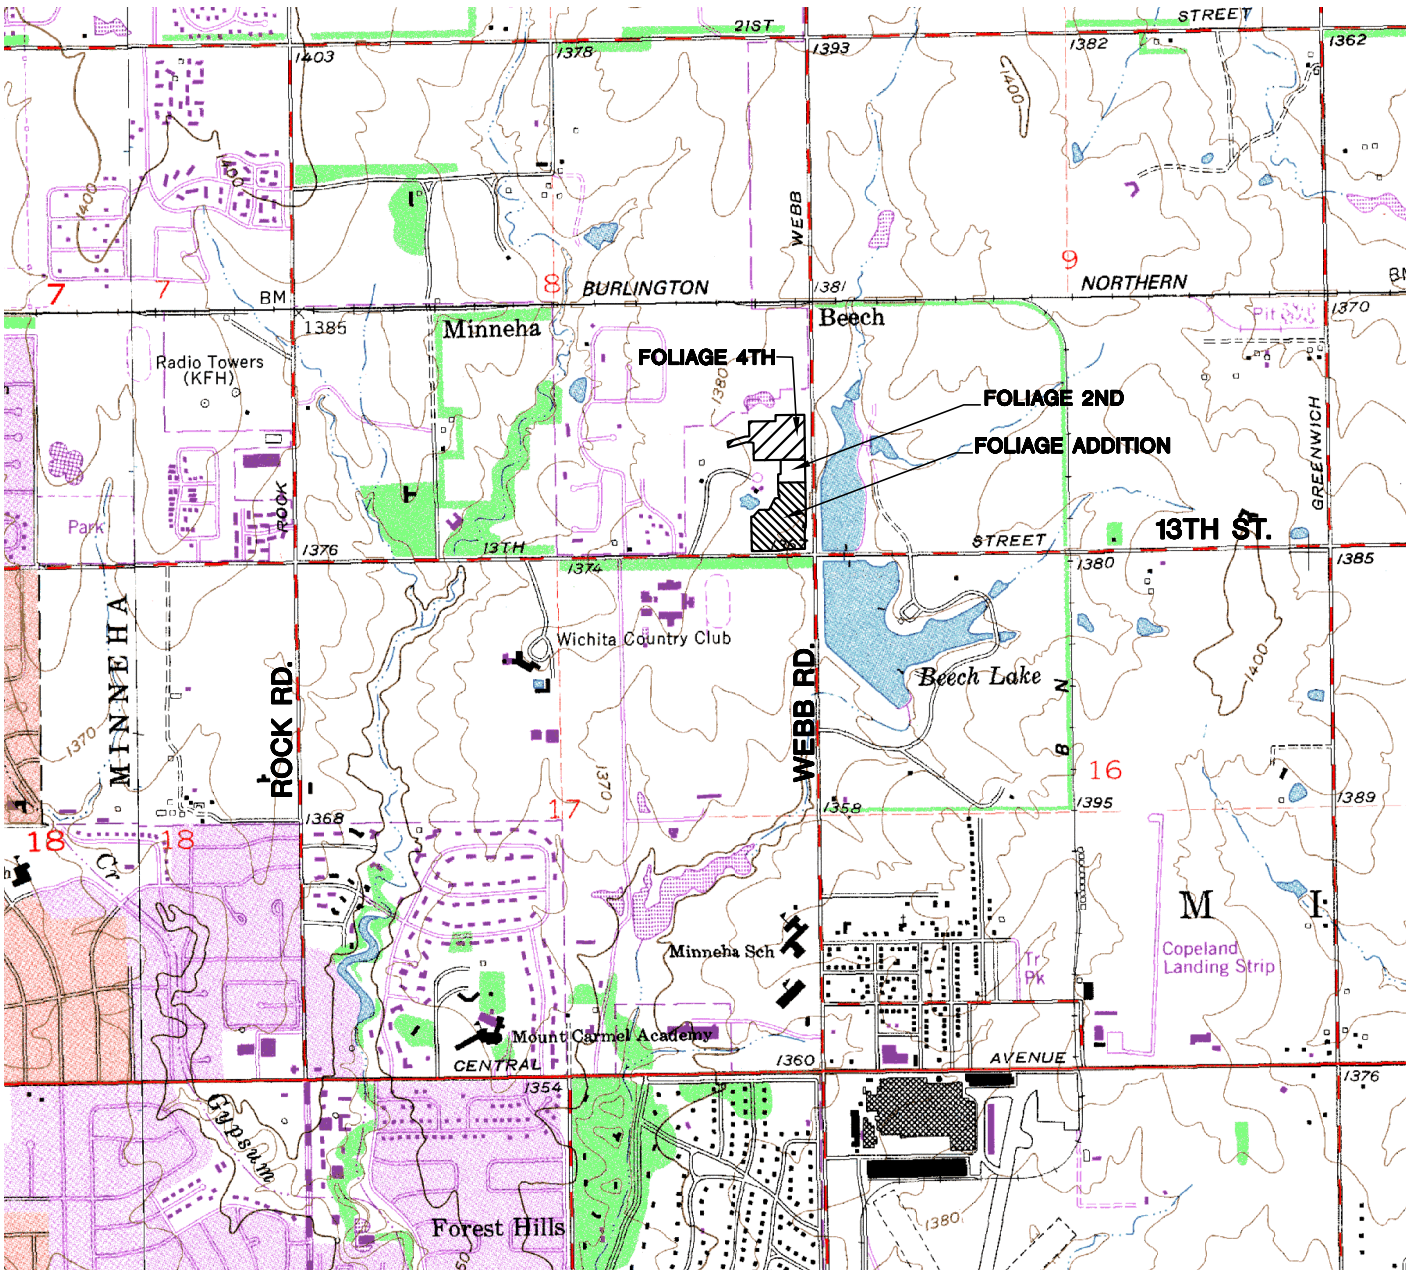 STREET
21ST
1403
1378
1393
1382
1362
1400
1400
1400
WEBB
9
7
7
8
BURLINGTON
NORTHERN
BM
1381
BM
1385
Minneha
Beech
Pit
1370
Radio Towers
(KFH)
FOLIAGE 4TH
1380
FOLIAGE 2ND
FOLIAGE ADDITION
GREENWICH
ROCK
Park
13TH ST.
1376
13TH
STREET
1374
1380
1385
MINNEHA
Wichita Country Club
ROCK RD.
WEBB RD.
Beech Lake
N
B
1400
1370
1370
16
17
1368
1358
1395
1389
18
18
Cr
h
M I
Minneha Sch
Tr
Pk
Copeland
Landing Strip
Mount Carmel Academy
CENTRAL
1360
AVENUE
1354
1376
Gypsum
Forest Hills
1380
50